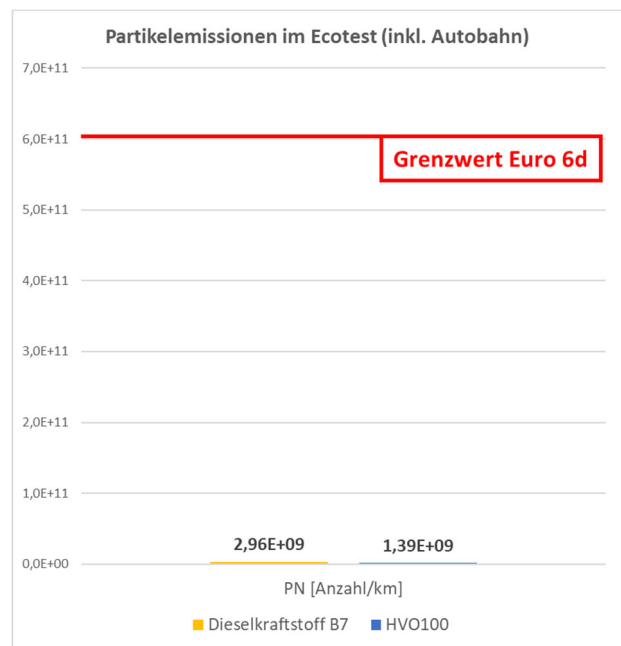 Partikelemissionen im Ecotest (inkl. Autobahn)
7,0E+11
6,0E+11
Grenzwert Euro 6d
5,0E+11
4,0E+11
3,0E+11
2,0E+11
1,0E+11
2,96E+09 1,39E+09
0,0E+00
PN [Anzahl/km]
Dieselkraftstoff B7 HVO100